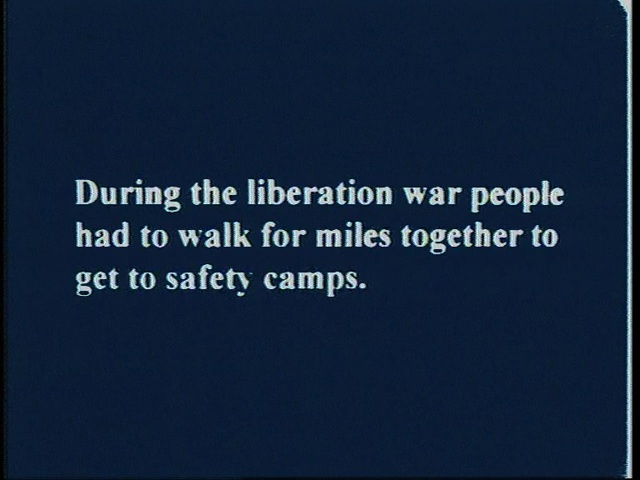 During the liberation war people
had to walk for miles together to
get to safety camps.